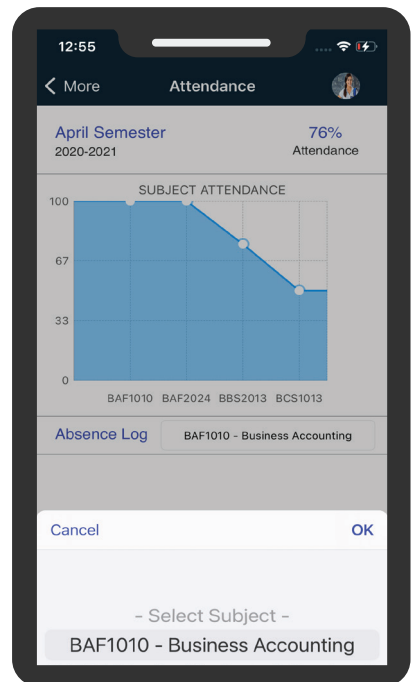 12:55
More Attendance
April Semester 76%
2020-2021 Attendance
SUBJECT ATTENDANCE
100
67
33
0
BAF1010 BAF2024 BBS2013 BCS1013
Absence Log BAF1010 - Business Accounting
Cancel OK
- Select Subject -
BAF1010 - Business Accounting